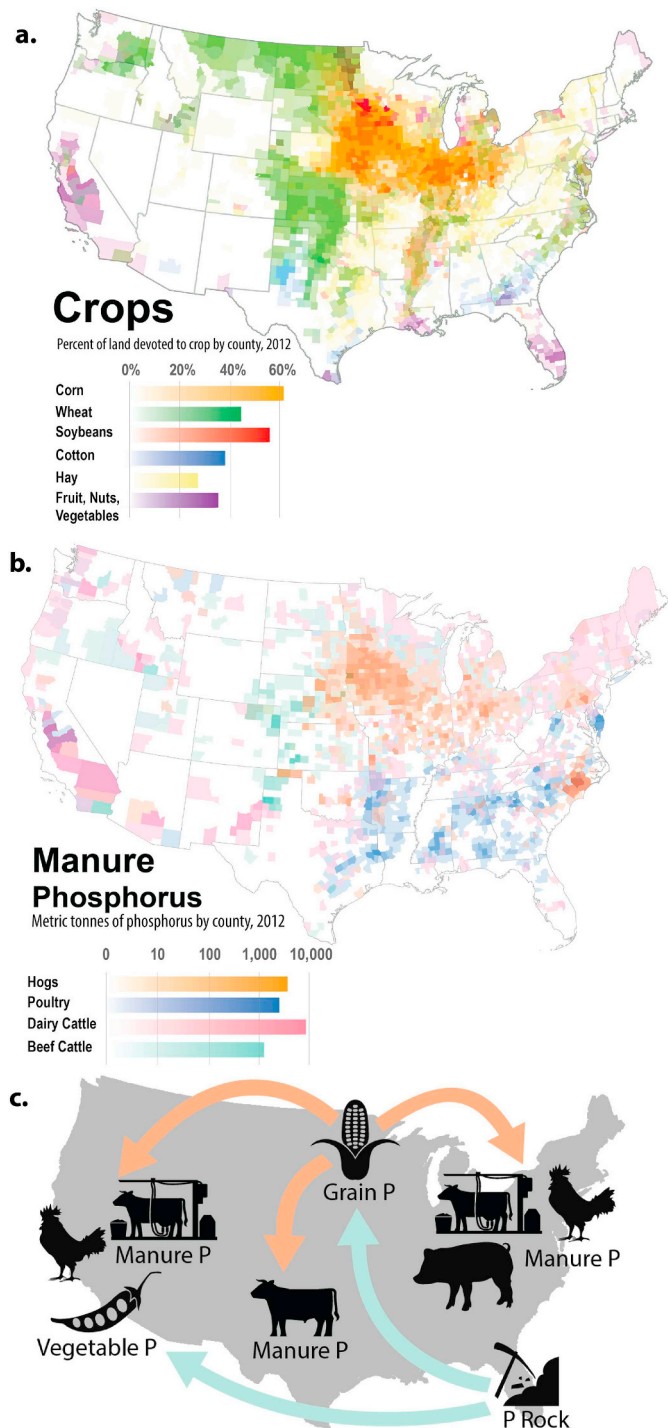 a.
Crops
Percent of land devoted to crop by county, 2012
0% 20% 40% 60%
Corn
Wheat
Soybeans
Cotton
Hay
Fruit, Nuts,
Vegetables
b.
Manure
Phosphorus
Metric tonnes of phosphorus by county, 2012
0 10 100 1,000 10,000
Hogs
Poultry
Dairy Cattle
Beef Cattle
c.
Grain P
Manure P
Manure P
Vegetable P
Manure P
P Rock